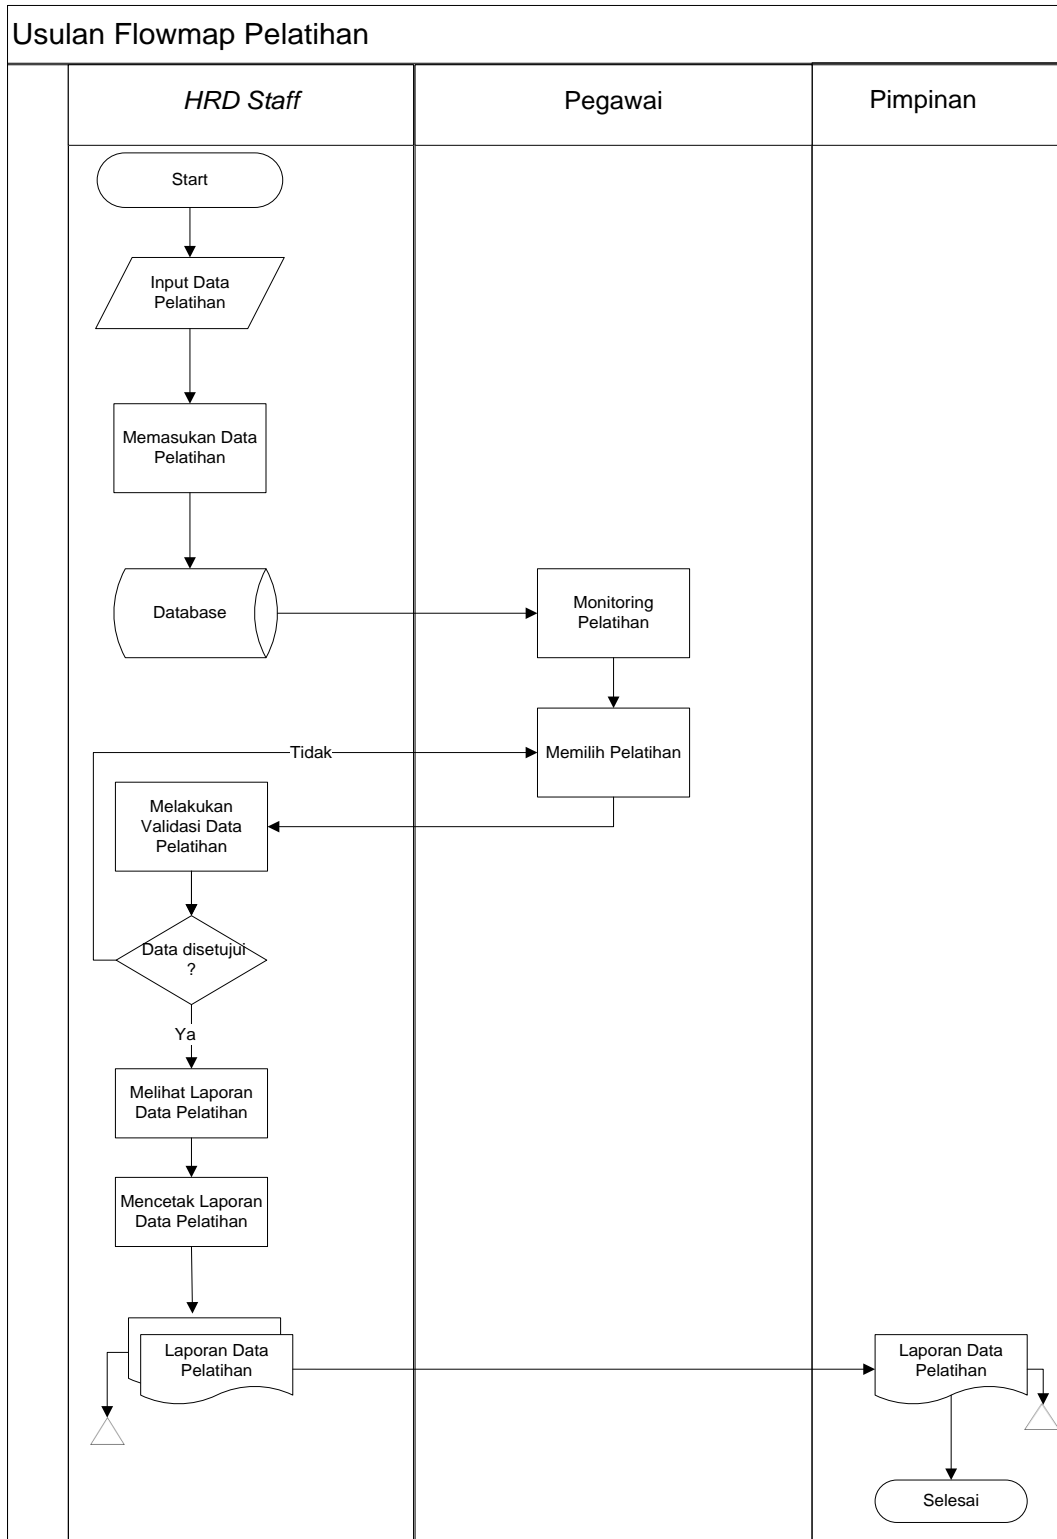 Usulan Flowmap Pelatihan
HRD Staff
Pegawai
Pimpinan
Start
Input Data
Pelatihan
Memasukan Data
Pelatihan
Database
Monitoring
Pelatihan
Tidak
Memilih Pelatihan
Melakukan
Validasi Data
Pelatihan
Data disetujui
?
Ya
Melihat Laporan
Data Pelatihan
Mencetak Laporan
Data Pelatihan
Laporan Data
Pelatihan
Laporan Data
Pelatihan
Selesai